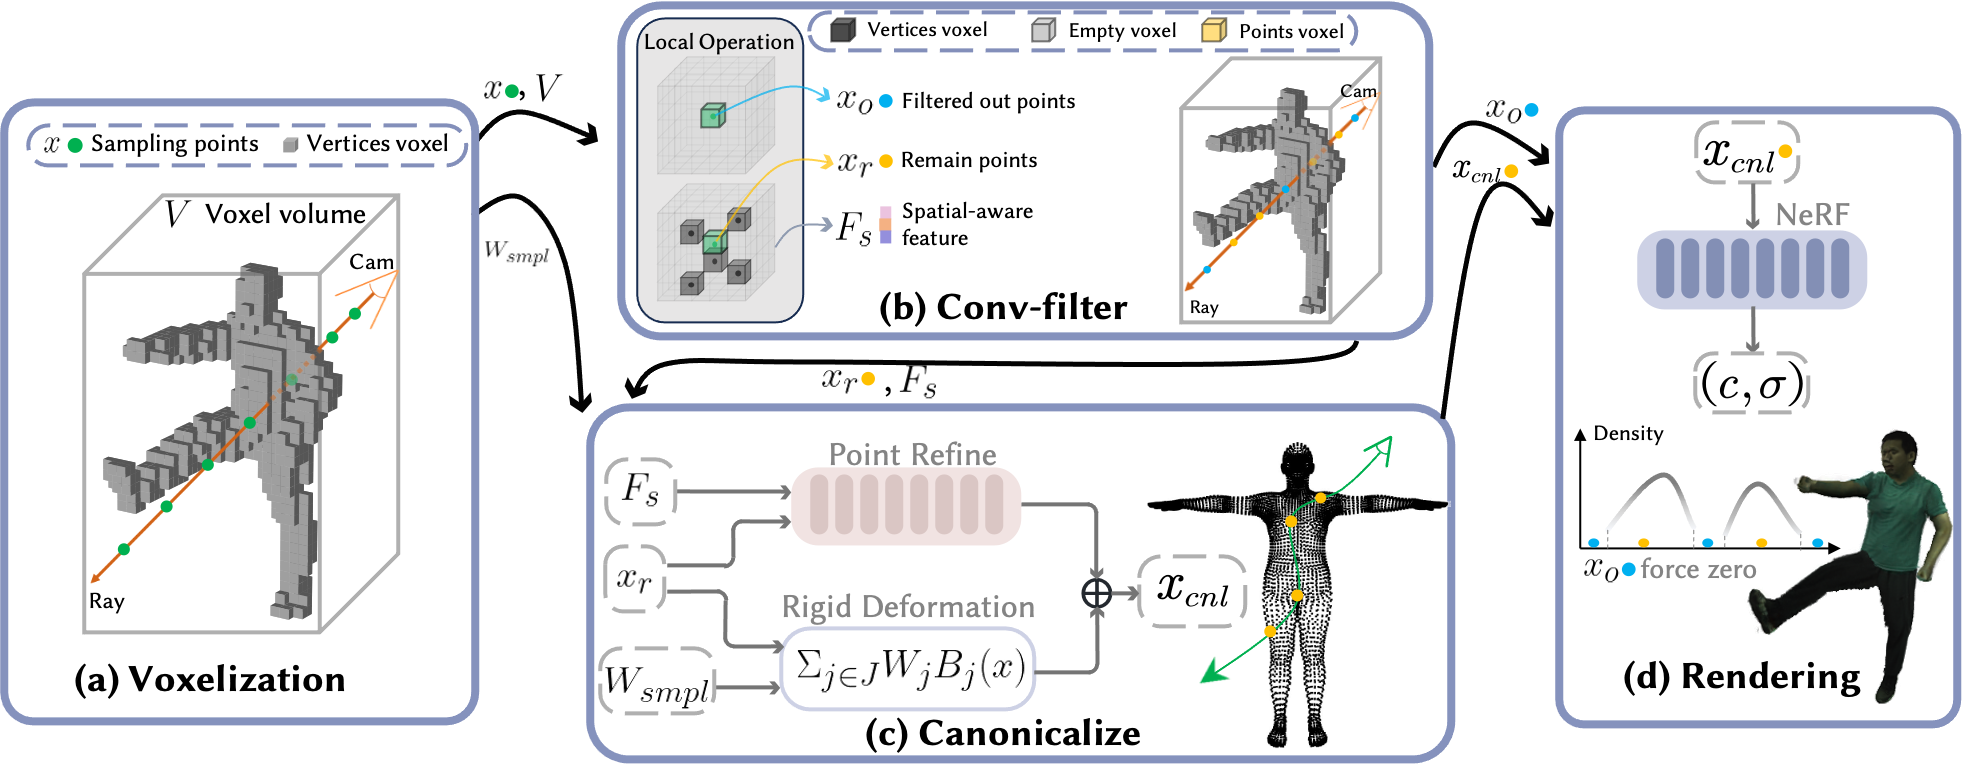 x , V
W_{smpl}
x Sampling points
Vertices voxel
V Voxel volume
Cam
Ray
(a) Voxelization
Local Operation
Vertices voxel
Empty voxel
Points voxel
x_o Filtered out points
x_r Remain points
F_s Spatial-aware
feature
Cam
Ray
(b) Conv-filter
x_r , F_s
x_o
x_{cnl}
F_s
x_r
W_{smpl}
Point Refine
Rigid Deformation
Σ_{j∈J} W_j B_j(x)
x_{cnl}
(c) Canonicalize
x_{cnl}
NeRF
(c, σ)
Density
x_o force zero
(d) Rendering